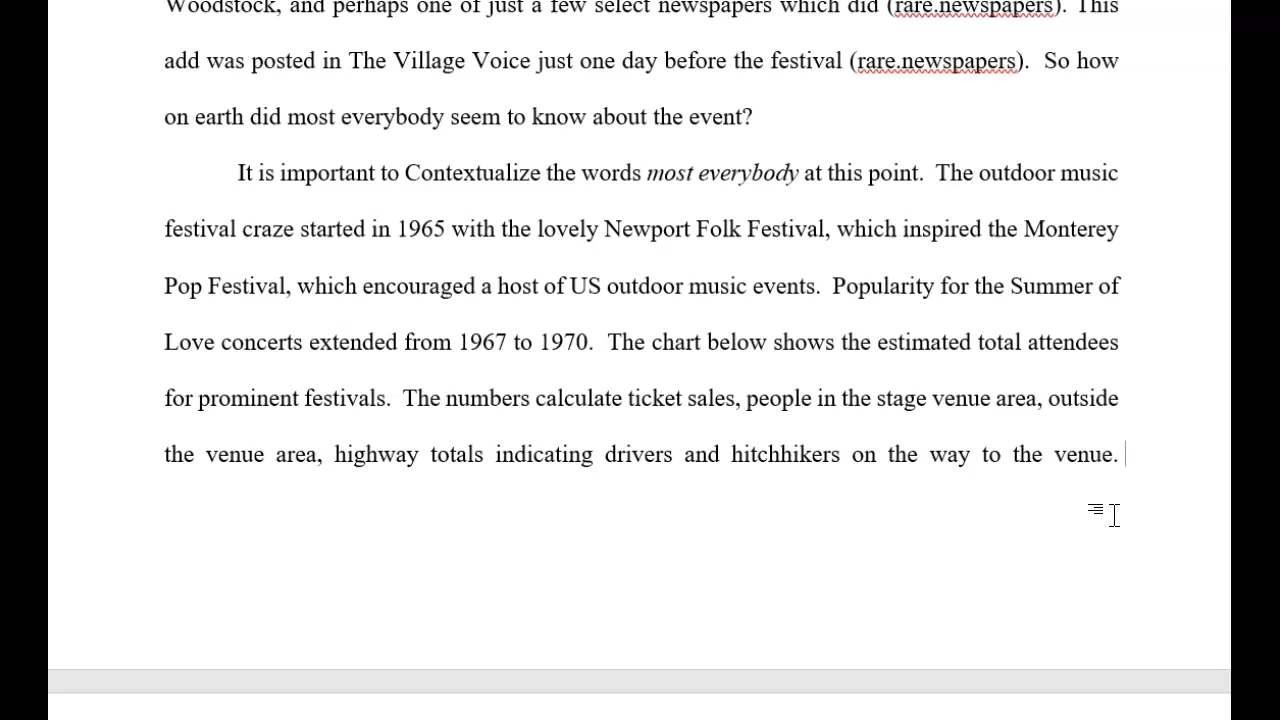 Woodstock, and perhaps one of just a few select newspapers which did (rare.newspapers). This
add was posted in The Village Voice just one day before the festival (rare.newspapers).  So how
on earth did most everybody seem to know about the event?
It is important to Contextualize the words most everybody at this point.  The outdoor music
festival craze started in 1965 with the lovely Newport Folk Festival, which inspired the Monterey
Pop Festival, which encouraged a host of US outdoor music events.  Popularity for the Summer of
Love concerts extended from 1967 to 1970.  The chart below shows the estimated total attendees
for prominent festivals.  The numbers calculate ticket sales, people in the stage venue area, outside
the venue area, highway totals indicating drivers and hitchhikers on the way to the venue.